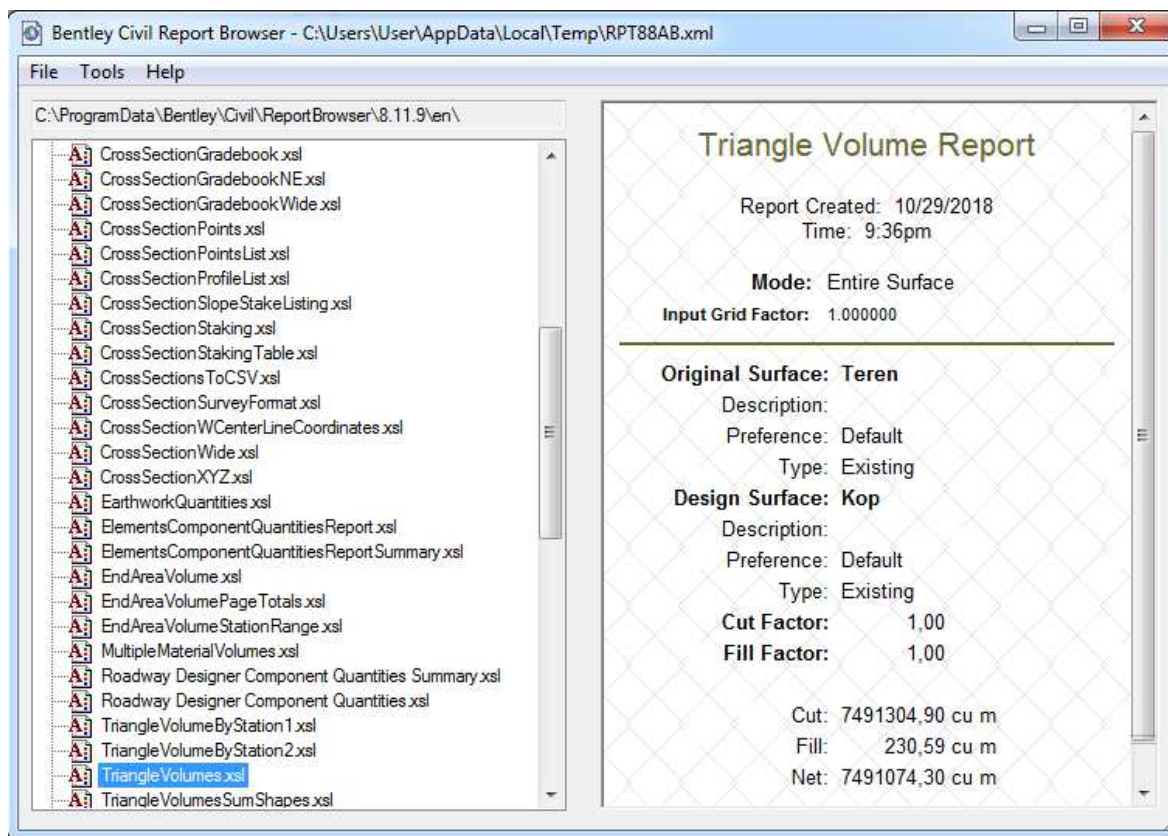 Bentley Civil Report Browser - C:\Users\User\AppData\Local\Temp\RPT88AB.xml
File Tools Help
C:\ProgramData\Bentley\Civil\ReportBrowser\8.11.9\en\
CrossSectionGradebook.xsl
CrossSectionGradebookNE.xsl
CrossSectionGradebookWide.xsl
CrossSectionPoints.xsl
CrossSectionPointsList.xsl
CrossSectionProfileList.xsl
CrossSectionSlopeStakeListing.xsl
CrossSectionStaking.xsl
CrossSectionStakingTable.xsl
CrossSectionsToCSV.xsl
CrossSectionSurveyFormat.xsl
CrossSectionWCenterLineCoordinates.xsl
CrossSectionWide.xsl
CrossSectionXYZ.xsl
EarthworkQuantities.xsl
ElementsComponentQuantitiesReport.xsl
ElementsComponentQuantitiesReportSummary.xsl
EndAreaVolume.xsl
EndAreaVolumePageTotals.xsl
EndAreaVolumeStationRange.xsl
MultipleMaterialVolumes.xsl
Roadway Designer Component Quantities Summary.xsl
Roadway Designer Component Quantities.xsl
TriangleVolumeByStation1.xsl
TriangleVolumeByStation2.xsl
TriangleVolumes.xsl
TriangleVolumesSumShapes.xsl
Triangle Volume Report
Report Created: 10/29/2018
Time: 9:36pm
Mode: Entire Surface
Input Grid Factor: 1.000000
Original Surface: Teren
Description:
Preference: Default
Type: Existing
Design Surface: Kop
Description:
Preference: Default
Type: Existing
Cut Factor: 1,00
Fill Factor: 1,00
Cut: 7491304,90 cu m
Fill: 230,59 cu m
Net: 7491074,30 cu m